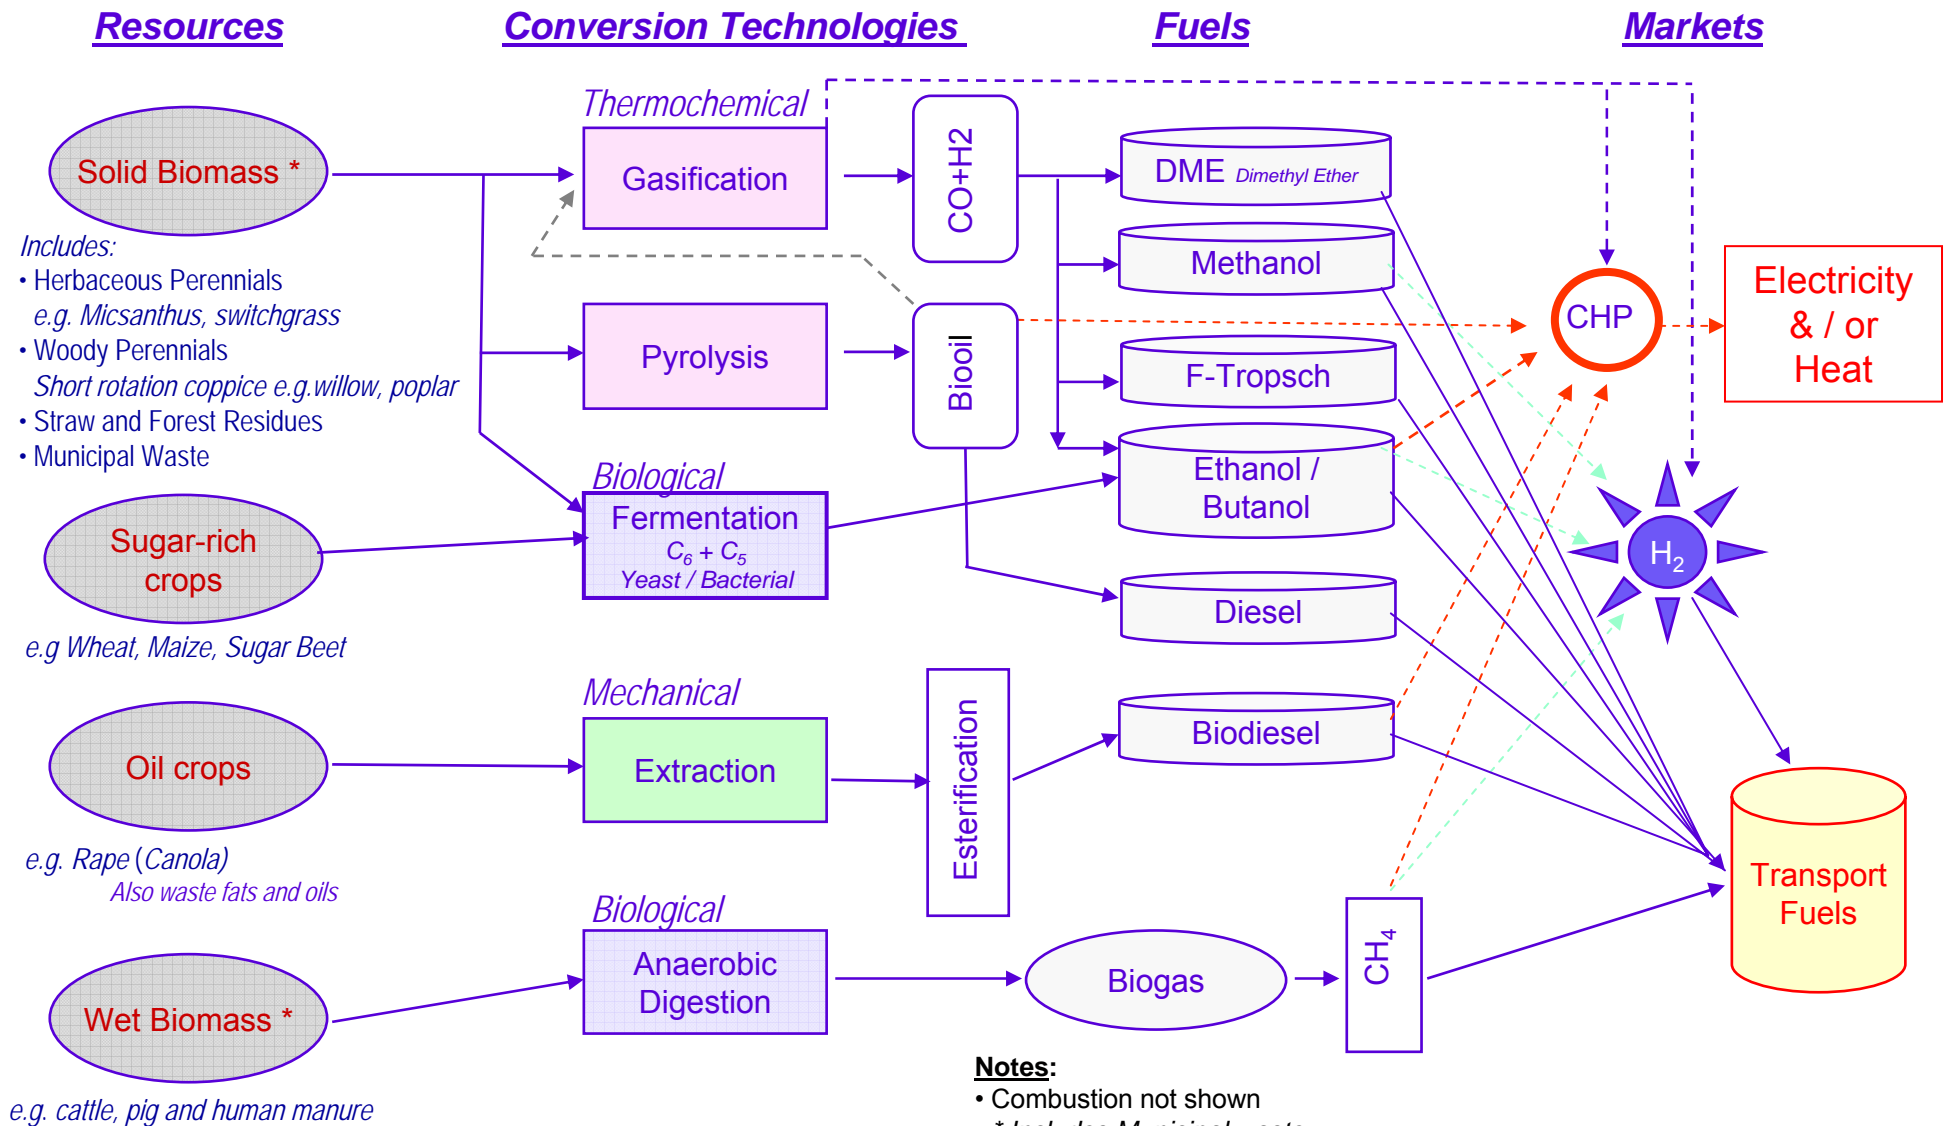 Resources
Conversion Technologies
Fuels
Markets
Thermochemical
Solid Biomass *
Gasification
CO+H2
DME Dimethyl Ether
Includes:
• Herbaceous Perennials
e.g. Micsanthus, switchgrass
• Woody Perennials
Short rotation coppice e.g.willow, poplar
• Straw and Forest Residues
• Municipal Waste
Methanol
Pyrolysis
Biooil
F-Tropsch
CHP
Electricity
& / or
Heat
Biological
Fermentation
C6 + C5
Yeast / Bacterial
Ethanol /
Butanol
H2
Sugar-rich
crops
e.g Wheat, Maize, Sugar Beet
Diesel
Mechanical
Oil crops
Extraction
Esterification
Biodiesel
e.g. Rape (Canola)
Also waste fats and oils
Transport
Fuels
Biological
Wet Biomass *
Anaerobic
Digestion
Biogas
CH4
e.g. cattle, pig and human manure
Notes:
• Combustion not shown
* Includes Municipal waste